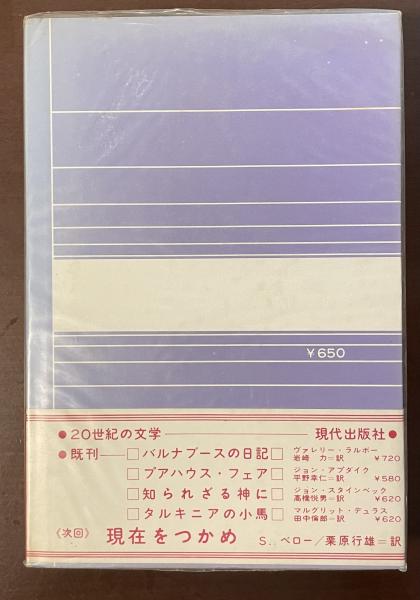 ￥650
●20世紀の文学――――現代出版社●
●既刊――□バルナブースの日記□ ヴァレリー・ラルボー
岩崎 力＝訳 ￥720
□プアハウス・フェア□ ジョン・アプダイク
平野幸仁＝訳 ￥580
□知られざる神に□ ジョン・スタインベック
高橋悦男＝訳 ￥620
□タルキニアの小馬□ マルグリット・デュラス
田中倫郎＝訳 ￥620
《次回》 現在をつかめ S．ベロー/栗原行雄＝訳